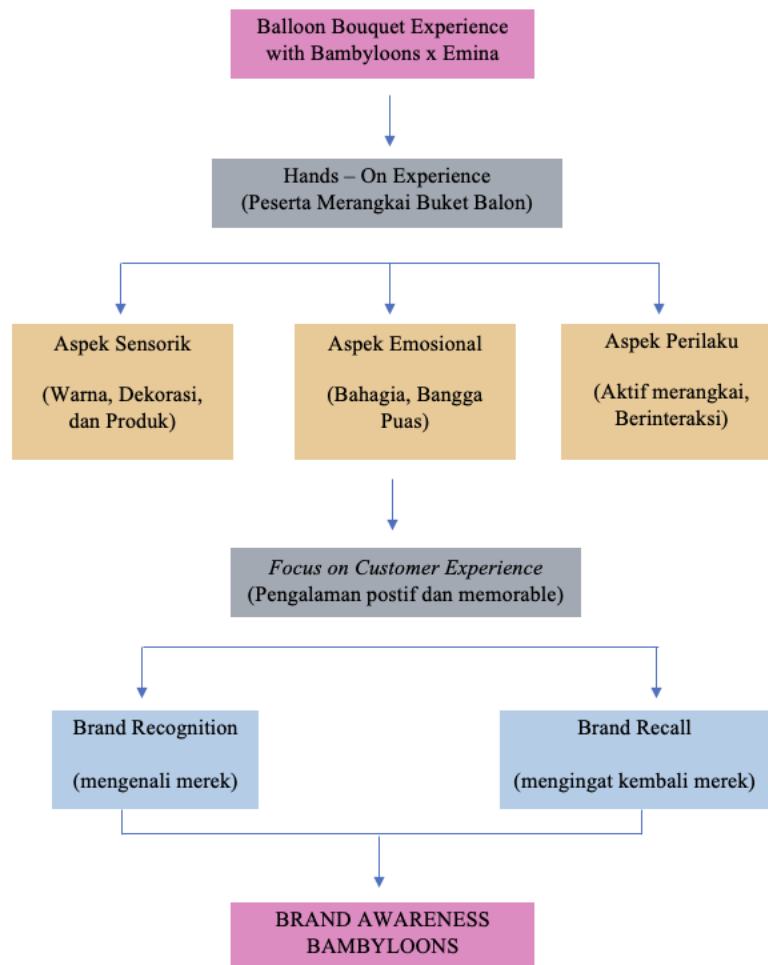 Balloon Bouquet Experience
with Bambyloons x Emina
Hands – On Experience
(Peserta Merangkai Buket Balon)
Aspek Sensorik
(Warna, Dekorasi,
dan Produk)
Aspek Emosional
(Bahagia, Bangga
Puas)
Aspek Perilaku
(Aktif merangkai,
Berinteraksi)
Focus on Customer Experience
(Pengalaman postif dan memorable)
Brand Recognition
(mengenali merek)
Brand Recall
(mengingat kembali merek)
BRAND AWARENESS
BAMBYLOONS